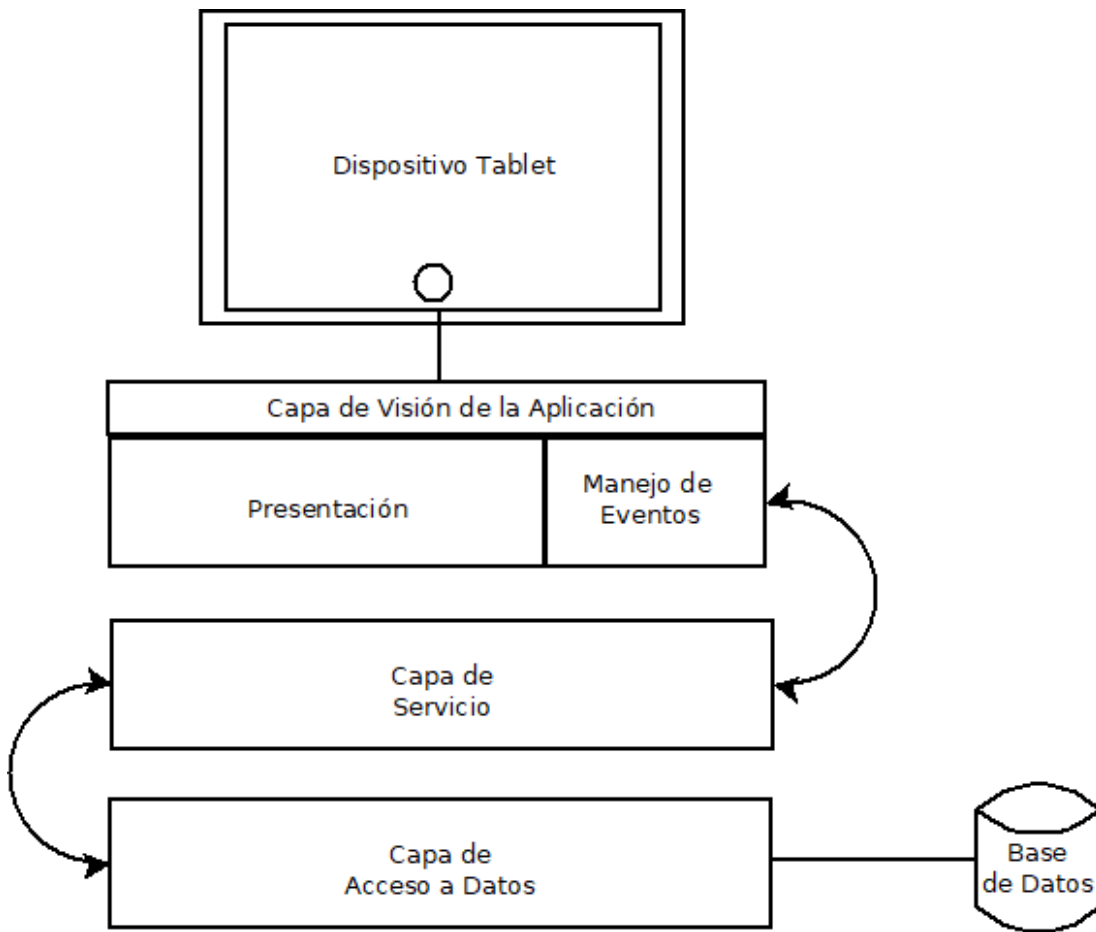 Dispositivo Tablet
Capa de Visión de la Aplicación
Presentación
Manejo de
Eventos
Capa de
Servicio
Capa de
Acceso a Datos
Base
de Datos